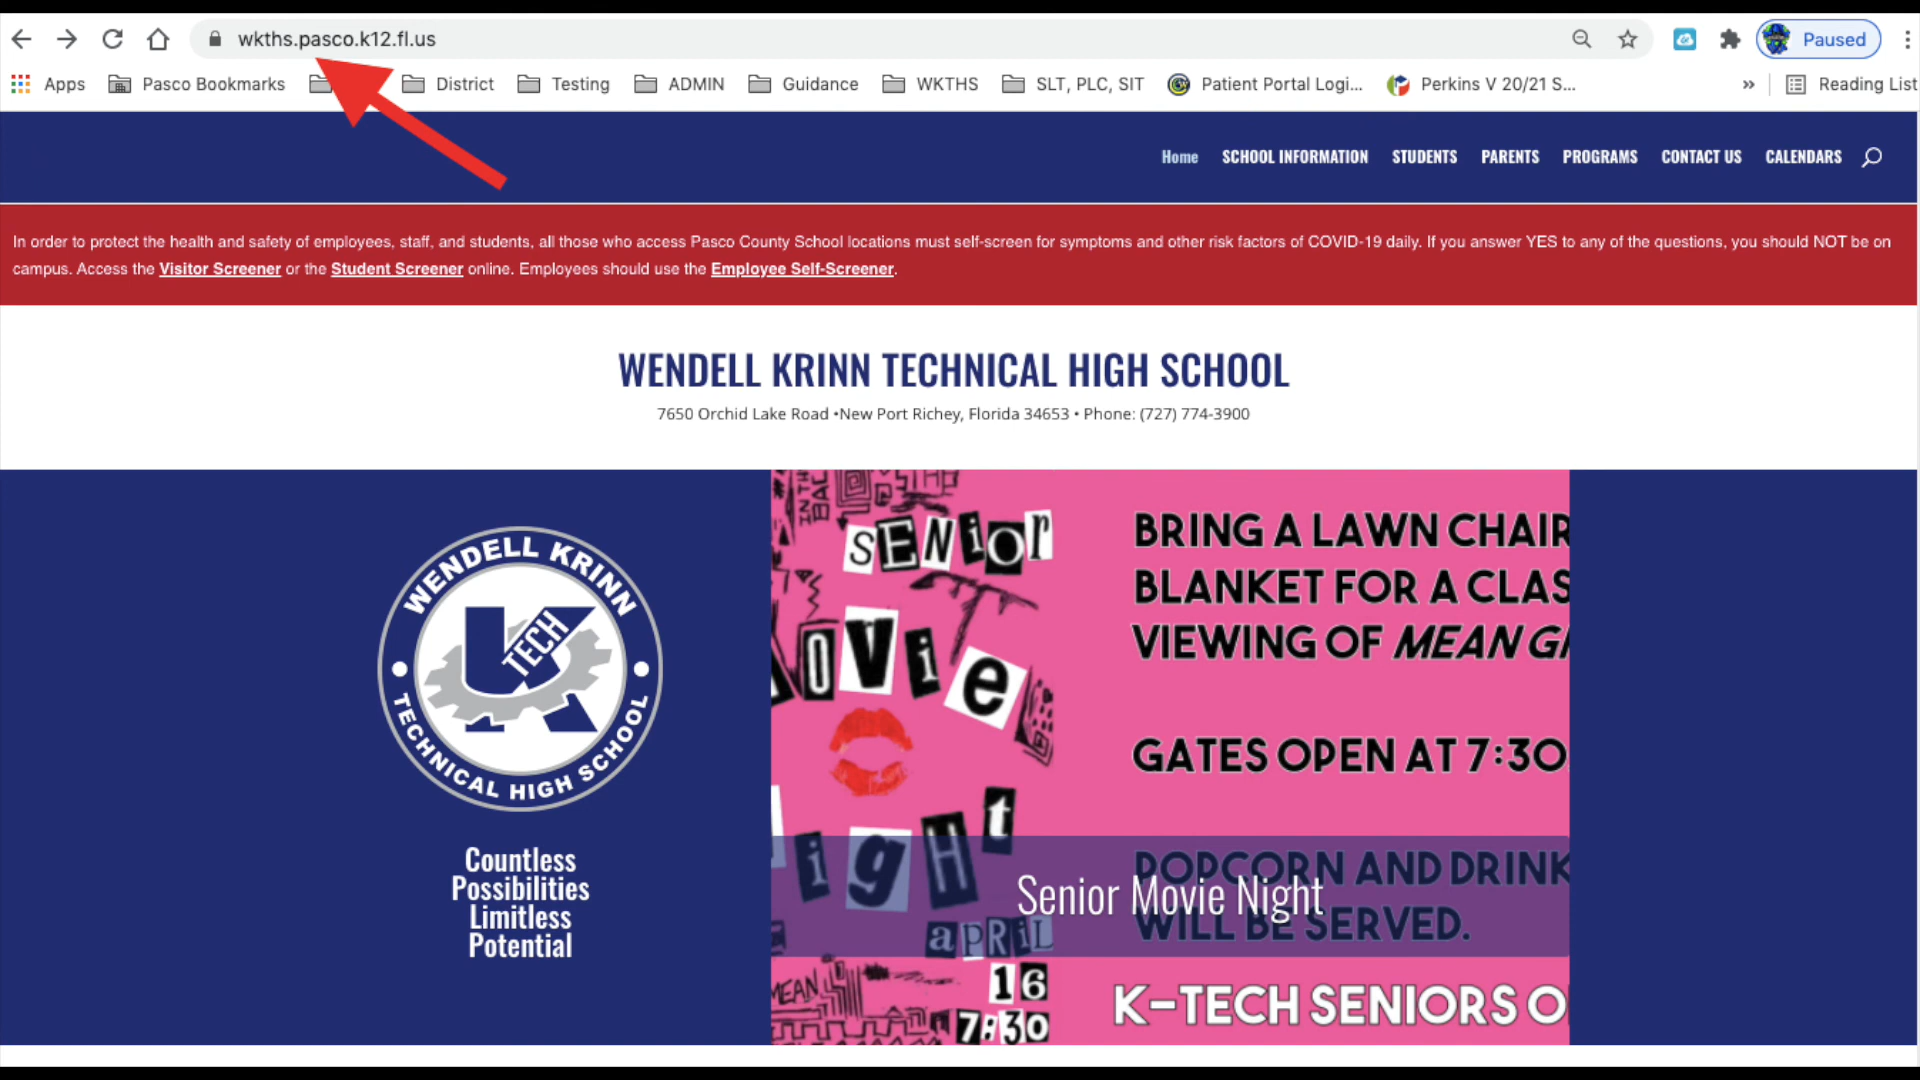 wkths.pasco.k12.fl.us
Paused
Apps
Pasco Bookmarks
District
Testing
ADMIN
Guidance
WKTHS
SLT, PLC, SIT
Patient Portal Logi...
Perkins V 20/21 S...
»
Reading List
Home
SCHOOL INFORMATION
STUDENTS
PARENTS
PROGRAMS
CONTACT US
CALENDARS
In order to protect the health and safety of employees, staff, and students, all those who access Pasco County School locations must self-screen for symptoms and other risk factors of COVID-19 daily. If you answer YES to any of the questions, you should NOT be on
campus. Access the Visitor Screener or the Student Screener online. Employees should use the Employee Self-Screener.
WENDELL KRINN TECHNICAL HIGH SCHOOL
7650 Orchid Lake Road •New Port Richey, Florida 34653 • Phone: (727) 774-3900
WENDELL KRINN
K TECH
TECHNICAL HIGH SCHOOL
Countless
Possibilities
Limitless
Potential
SENIOR
MOVIE
NIGHT
APRIL
16
7:30
BRING A LAWN CHAIR
BLANKET FOR A CLAS
VIEWING OF MEAN GI
GATES OPEN AT 7:30
POPCORN AND DRINK
WILL BE SERVED.
Senior Movie Night
K-TECH SENIORS O